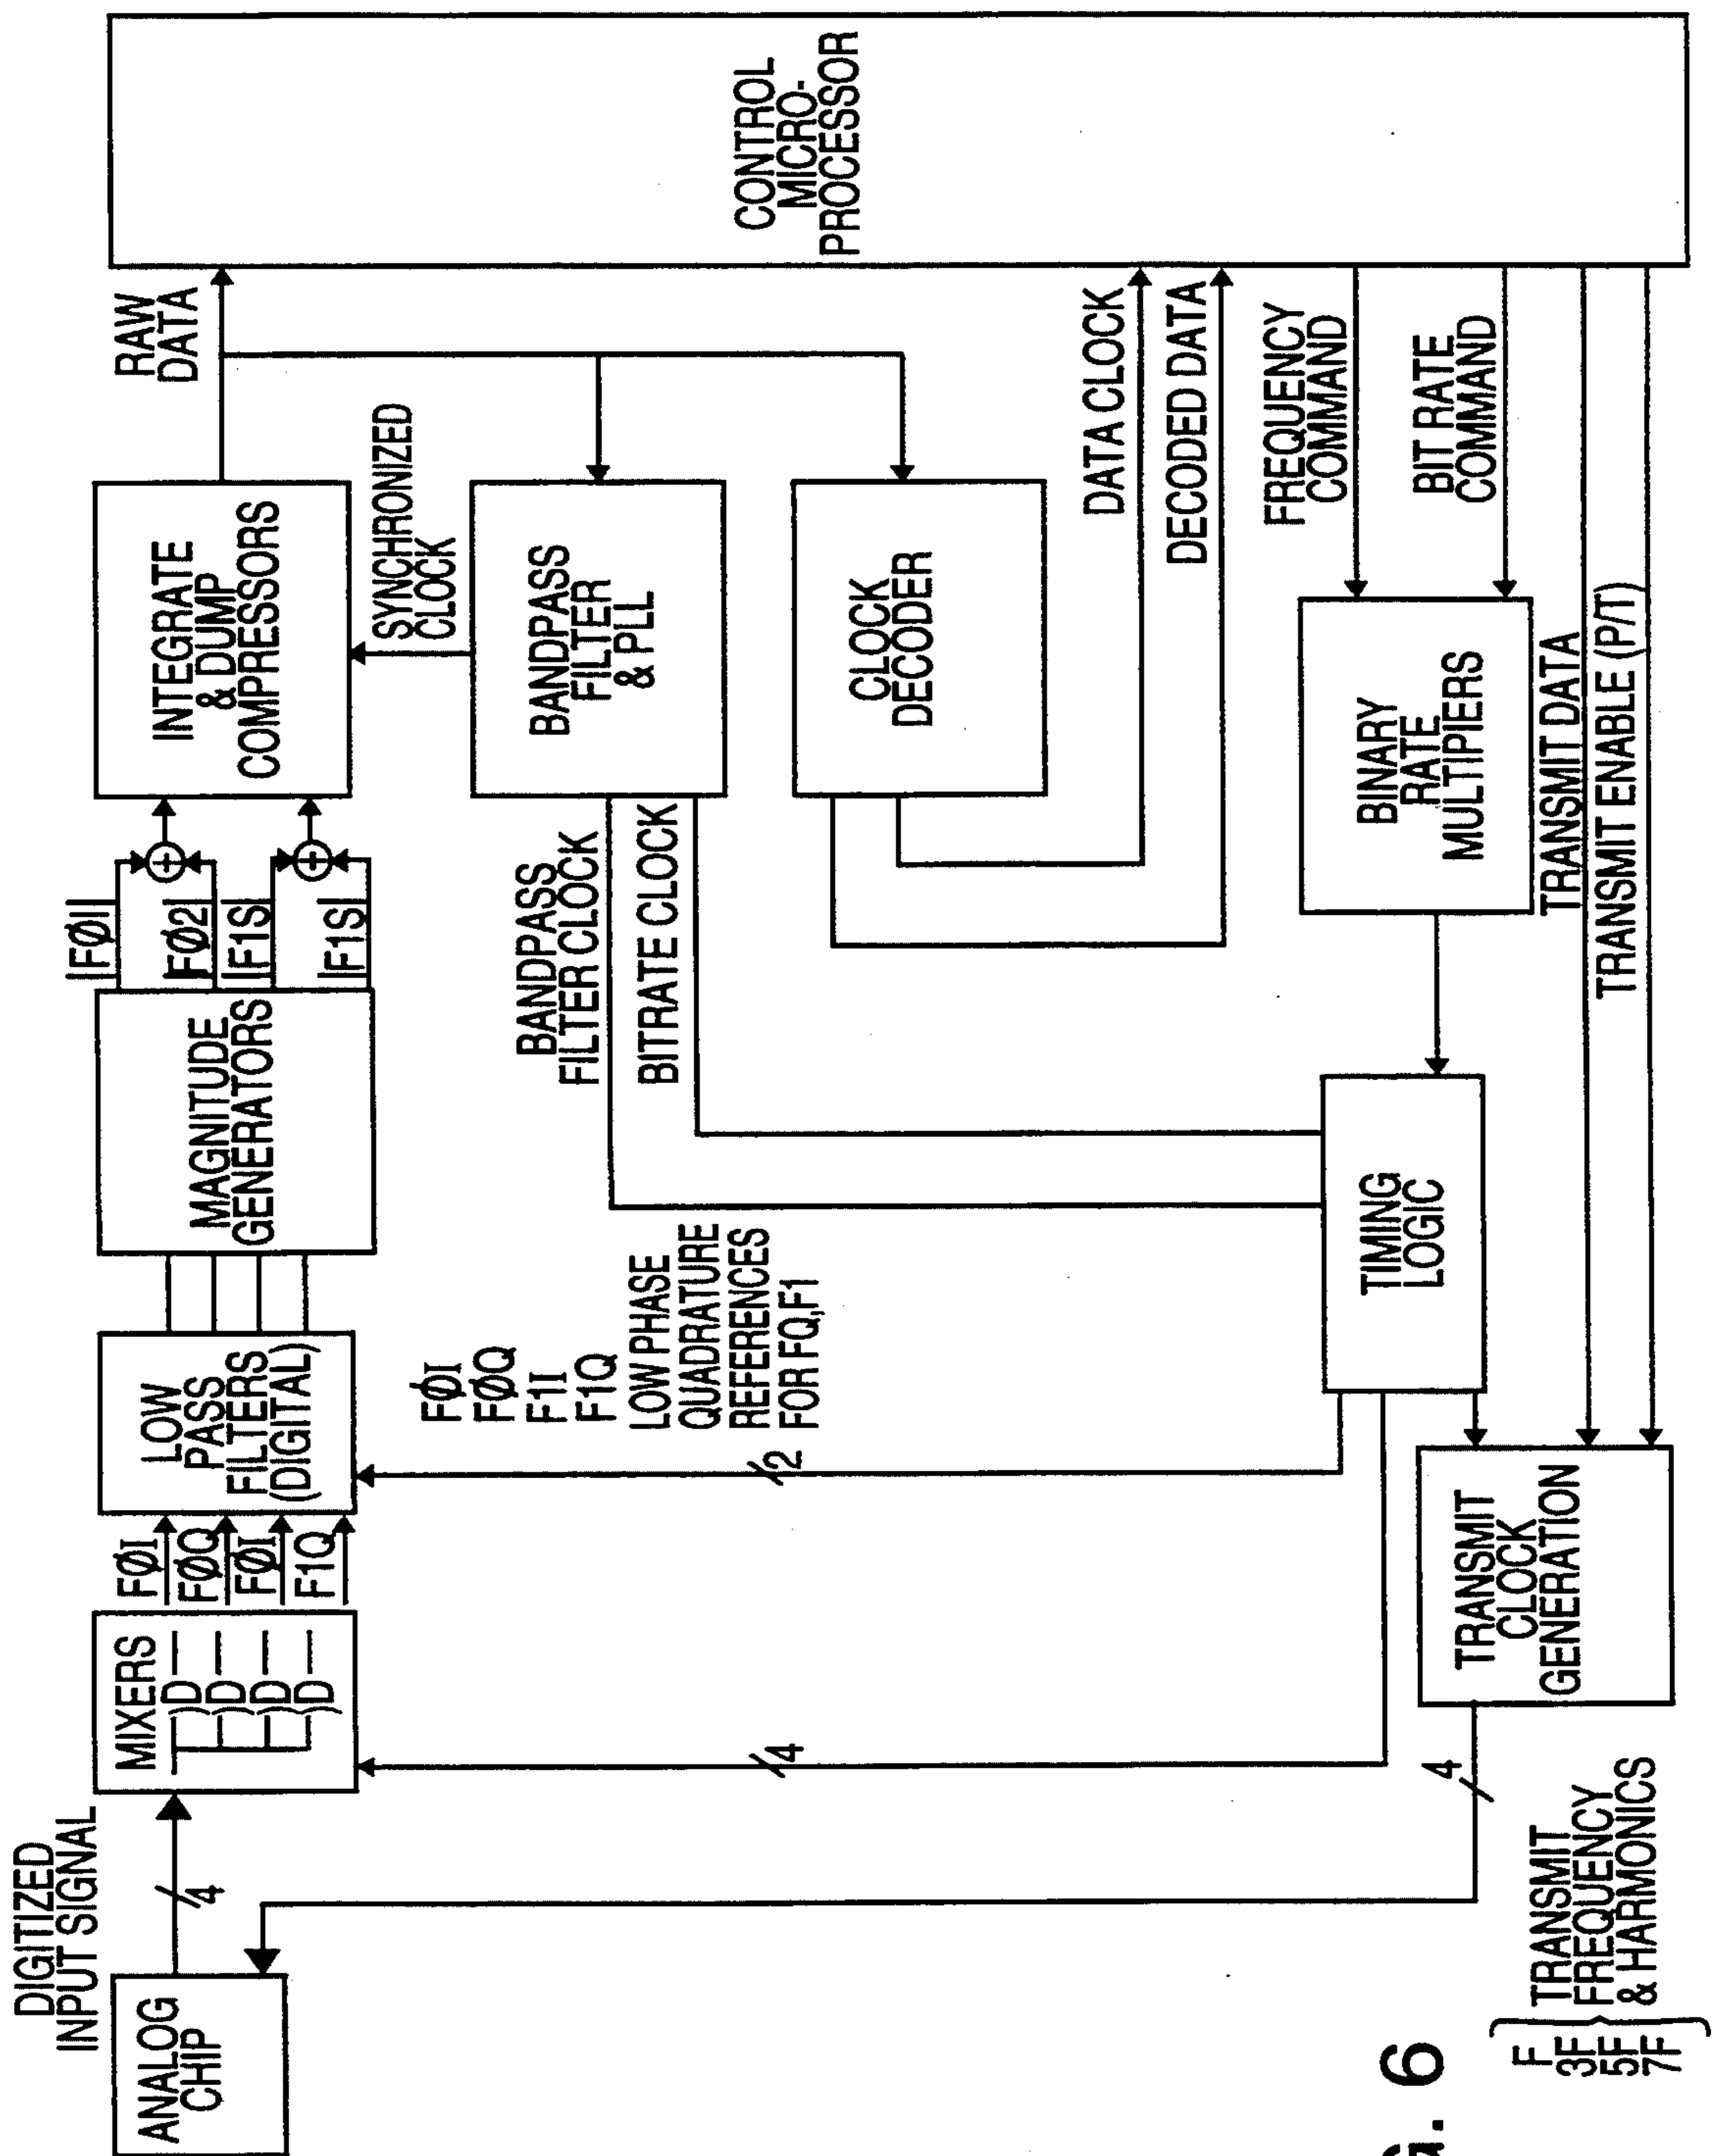 DIGITIZED
INPUT SIGNAL
4
ANALOG
CHIP
MIXERS
D
D
D
D
FØI
FØQ
FØI
F1Q
LOW
PASS
FILTERS
(DIGITAL)
MAGNITUDE
GENERATORS
|FØI|
|FØ2|
|F1S|
|F1S|
+
+
INTEGRATE
& DUMP
COMPRESSORS
RAW
DATA
CONTROL
MICRO-
PROCESSOR
SYNCHRONIZED
CLOCK
BANDPASS
FILTER
& PLL
BANDPASS
FILTER CLOCK
BITRATE CLOCK
CLOCK
DECODER
DATA CLOCK
DECODED DATA
FØI
FØQ
F1I
F1Q
LOW PHASE
QUADRATURE
REFERENCES
FOR FQ,F1
2
4
FREQUENCY
COMMAND
BIT RATE
COMMAND
BINARY
RATE
MULTIPIERS
TIMING
LOGIC
TRANSMIT DATA
TRANSMIT ENABLE (P/T)
TRANSMIT
CLOCK
GENERATION
4
F
3F
5F
7F
TRANSMIT
FREQUENCY
& HARMONICS
G. 6